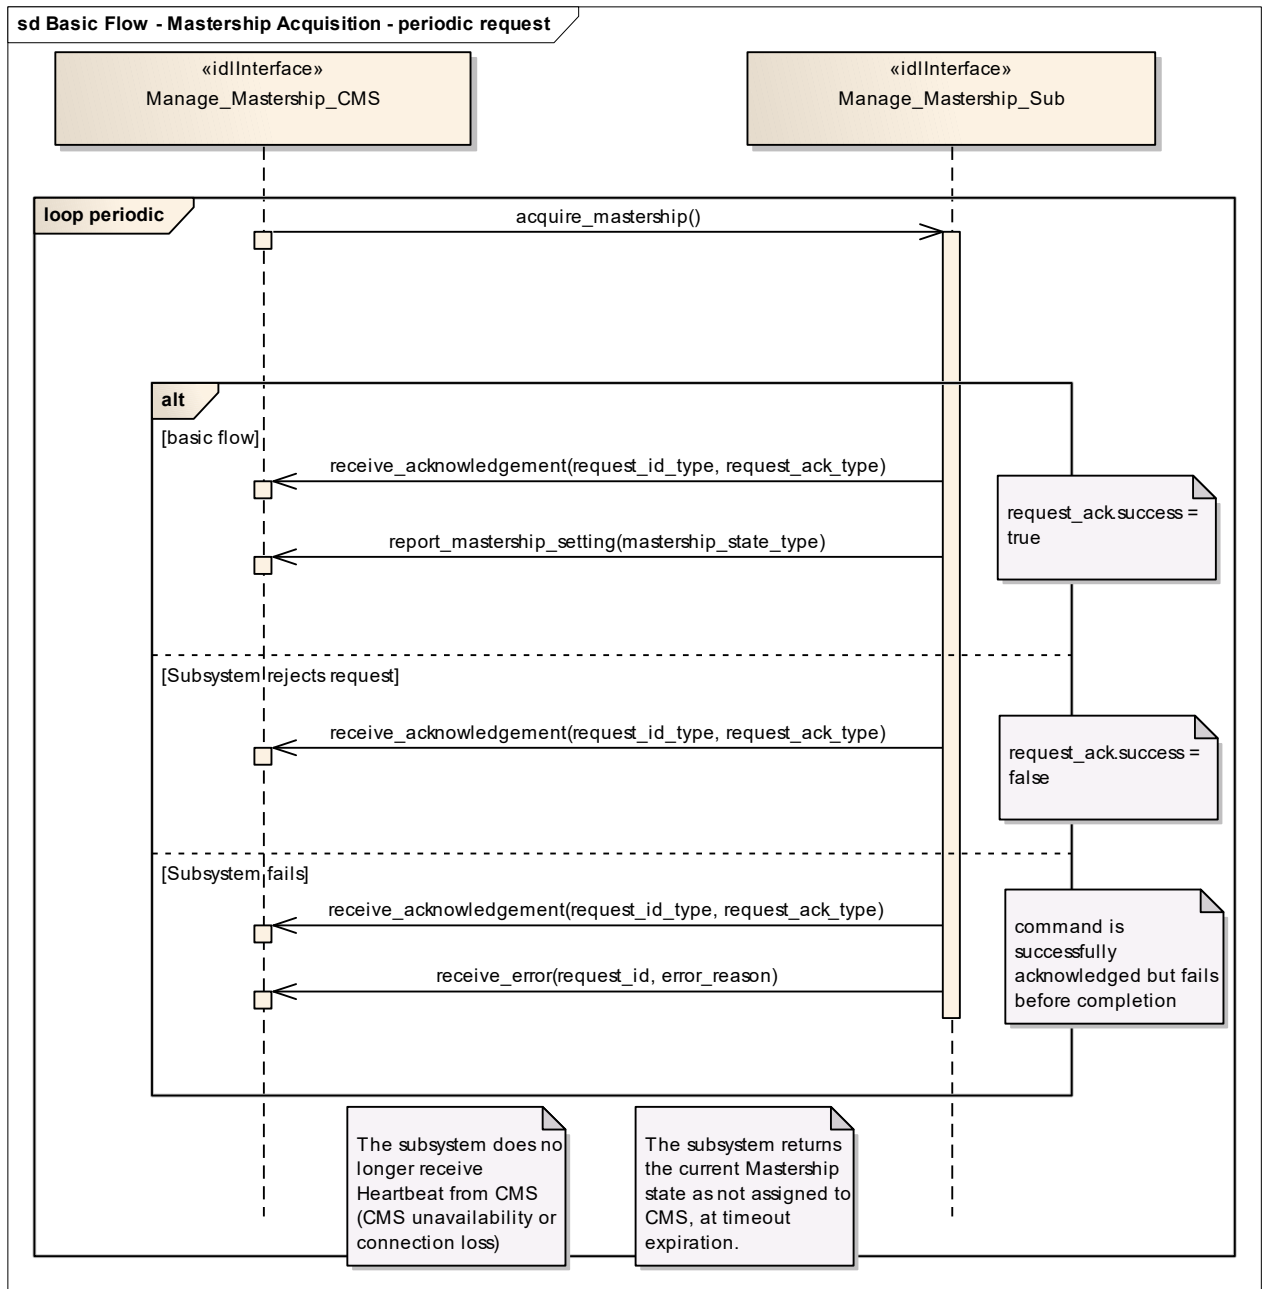 sd Basic Flow - Mastership Acquisition - periodic request
«idlInterface»
Manage_Mastership_CMS
«idlInterface»
Manage_Mastership_Sub
loop periodic
acquire_mastership()
alt
[basic flow]
receive_acknowledgement(request_id_type, request_ack_type)
request_ack.success =
true
report_mastership_setting(mastership_state_type)
[Subsystem rejects request]
receive_acknowledgement(request_id_type, request_ack_type)
request_ack.success =
false
[Subsystem fails]
receive_acknowledgement(request_id_type, request_ack_type)
command is
successfully
acknowledged but fails
before completion
receive_error(request_id, error_reason)
The subsystem does no
longer receive
Heartbeat from CMS
(CMS unavailability or
connection loss)
The subsystem returns
the current Mastership
state as not assigned to
CMS, at timeout
expiration.